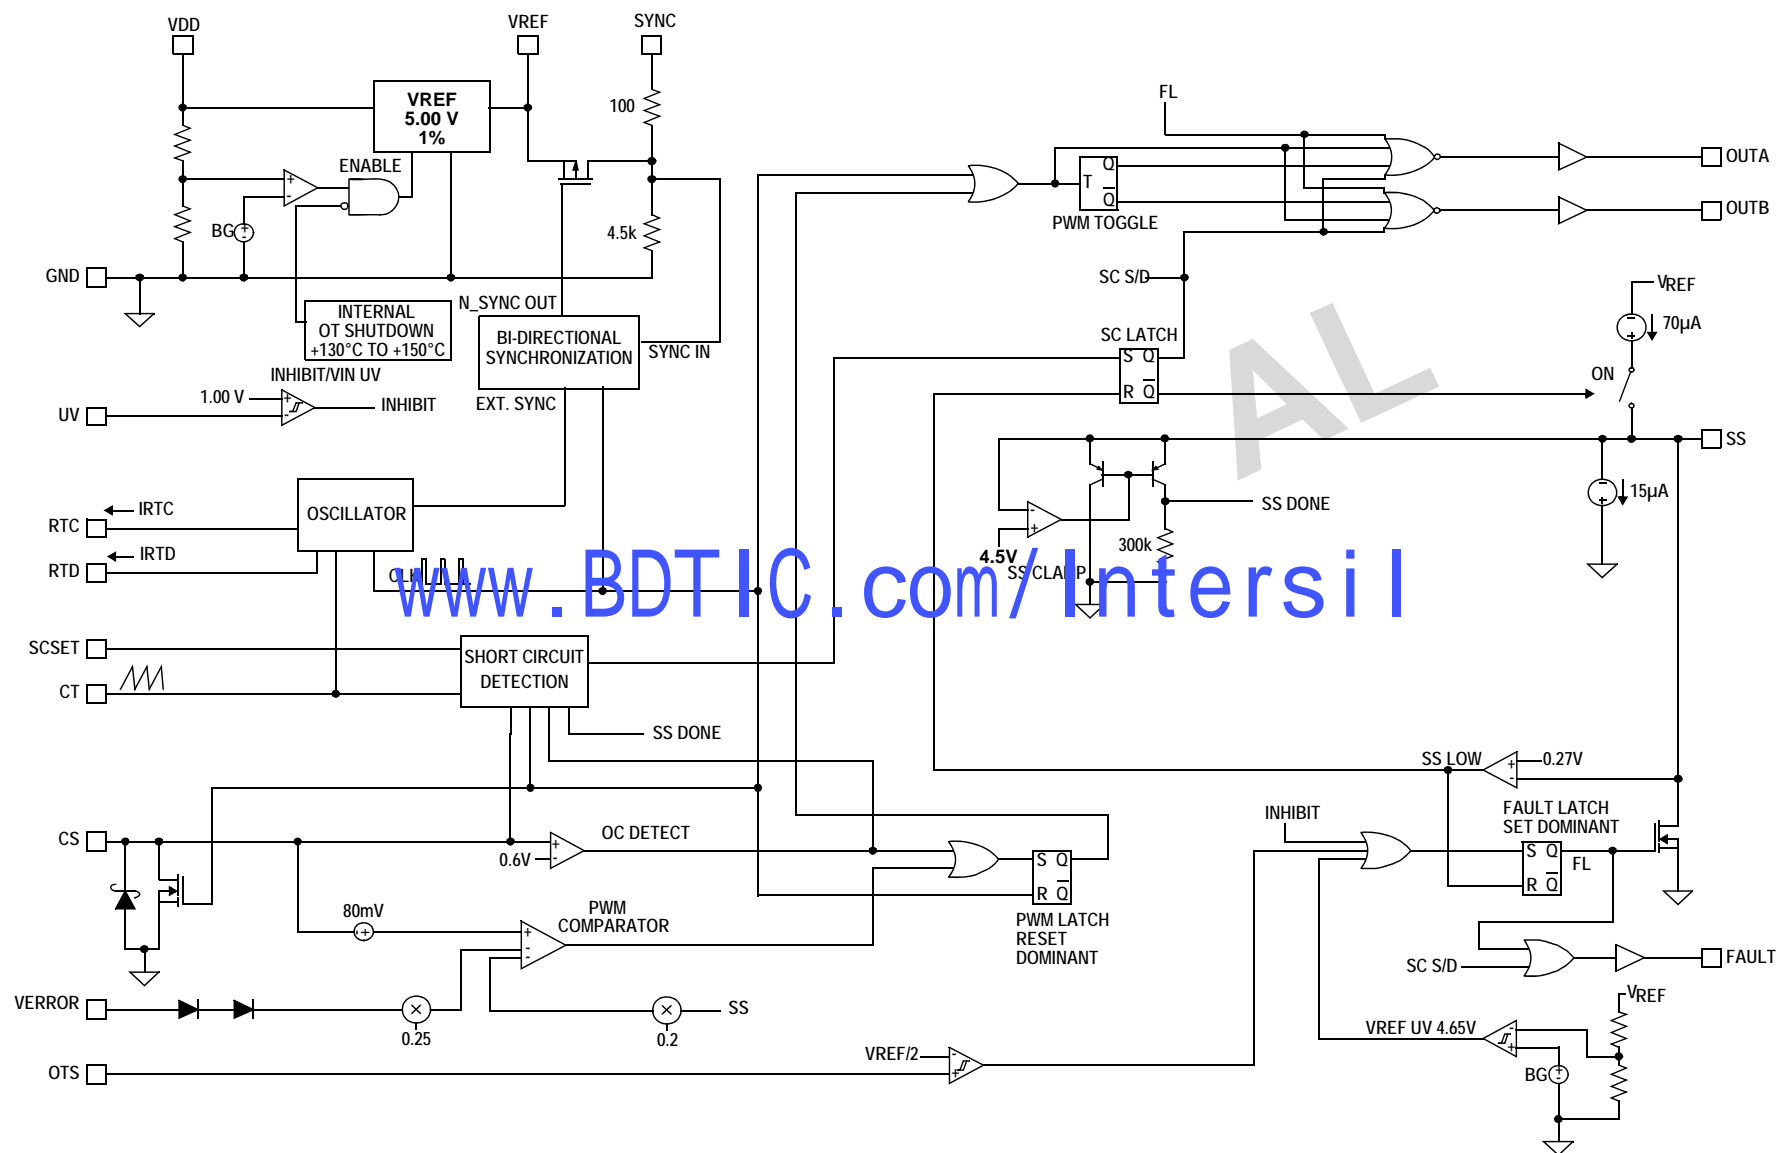 VDD
VREF
SYNC
VREF
5.00 V
1%
100
ENABLE
BG
4.5k
GND
INTERNAL
OT SHUTDOWN
+130°C TO +150°C
N_SYNC OUT
BI-DIRECTIONAL
SYNCHRONIZATION
SYNC IN
EXT. SYNC
INHIBIT/VIN UV
1.00 V
INHIBIT
UV
FL
T
Q
Q
PWM TOGGLE
OUTA
OUTB
SC S/D
SC LATCH
S Q
R Q
VREF
70µA
ON
SS
15µA
AL
SS DONE
300k
4.5V
SS CLAMP
OSCILLATOR
IRTC
RTC
IRTD
RTD
CLK
www.BDTIC.com/Intersil
SCSET
CT
SHORT CIRCUIT
DETECTION
SS DONE
SS LOW
0.27V
CS
0.6V
OC DETECT
S Q
R Q
PWM LATCH
RESET
DOMINANT
INHIBIT
FAULT LATCH
SET DOMINANT
S Q
R Q
FL
80mV
PWM
COMPARATOR
SC S/D
FAULT
VERROR
0.25
0.2
SS
VREF
VREF UV 4.65V
BG
VREF/2
OTS